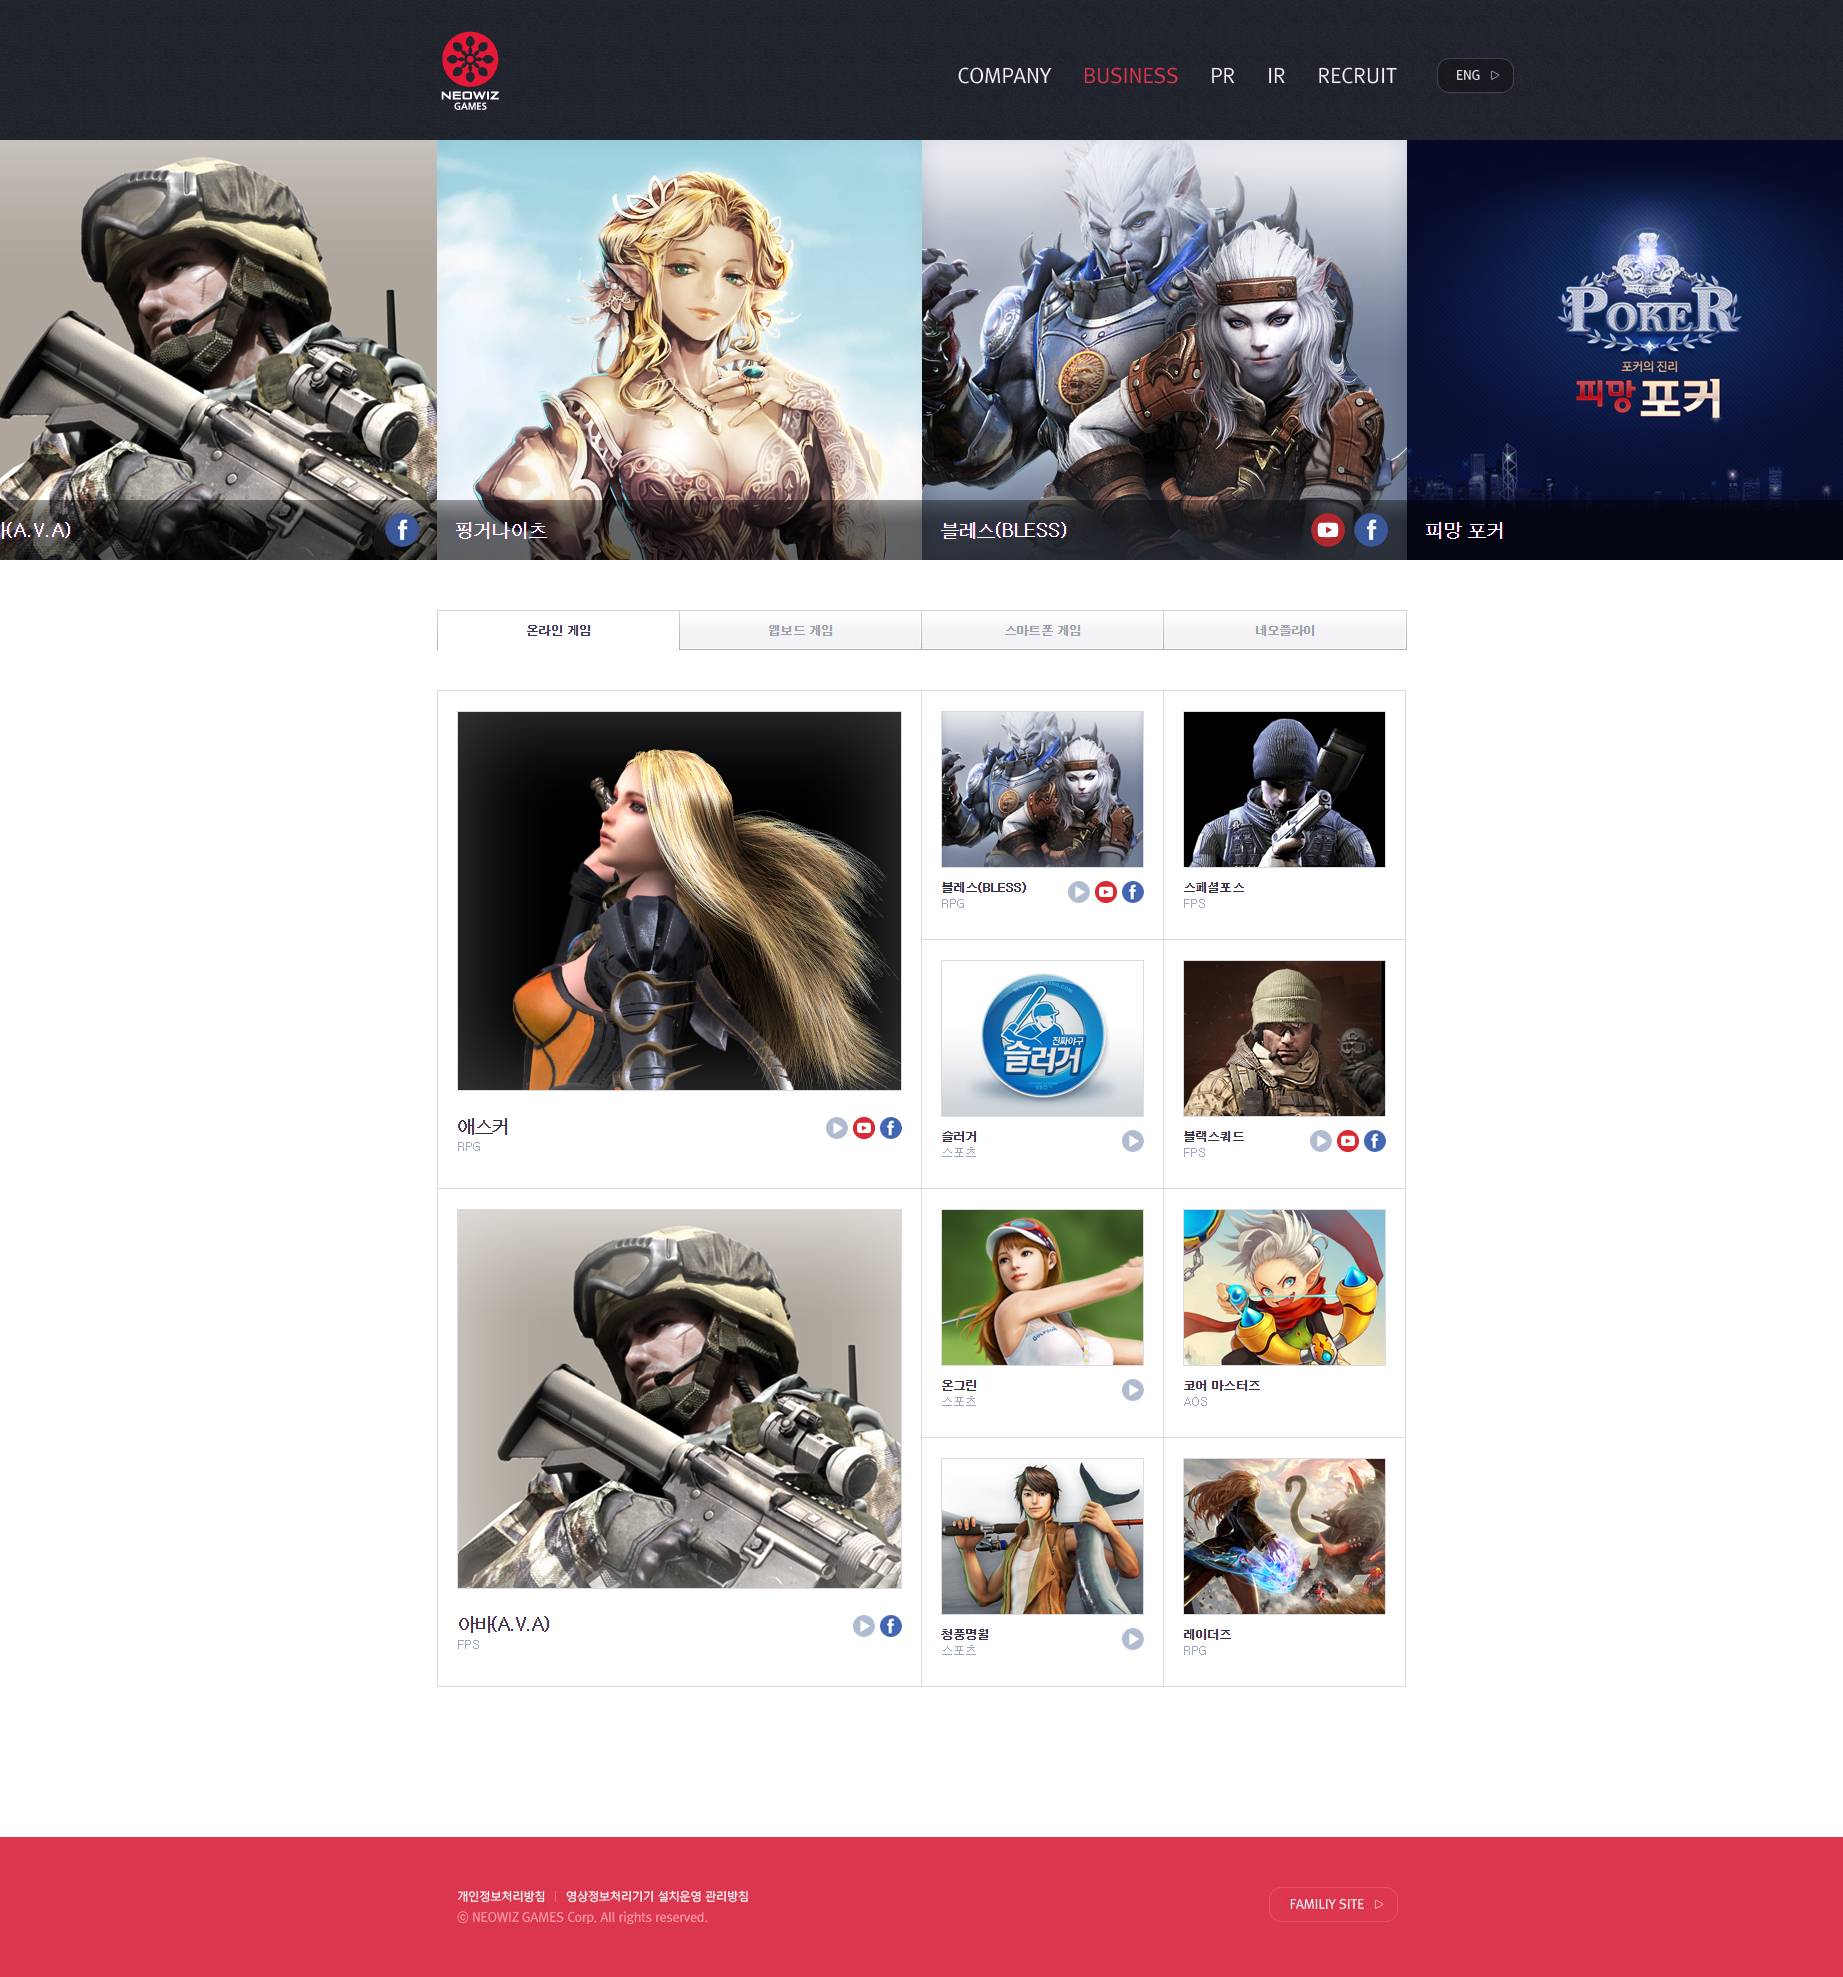 NEOWIZ
GAMES
COMPANY BUSINESS PR IR RECRUIT ENG
POKER
포커의 진리
피망 포커
(A.V.A)
핑거나이츠
블레스(BLESS)
피망 포커
온라인 게임 웹보드 게임 스마트폰 게임 네오플라이
애스커
RPG
블레스(BLESS)
RPG
스페셜포스
FPS
진짜야구
슬러거
슬러거
스포츠
블랙스쿼드
FPS
아바(A.V.A)
FPS
온그린
스포츠
코어 마스터즈
AOS
청풍명월
스포츠
레이더즈
RPG
개인정보처리방침 | 영상정보처리기기 설치운영 관리방침
ⓒ NEOWIZ GAMES Corp. All rights reserved.
FAMILIY SITE